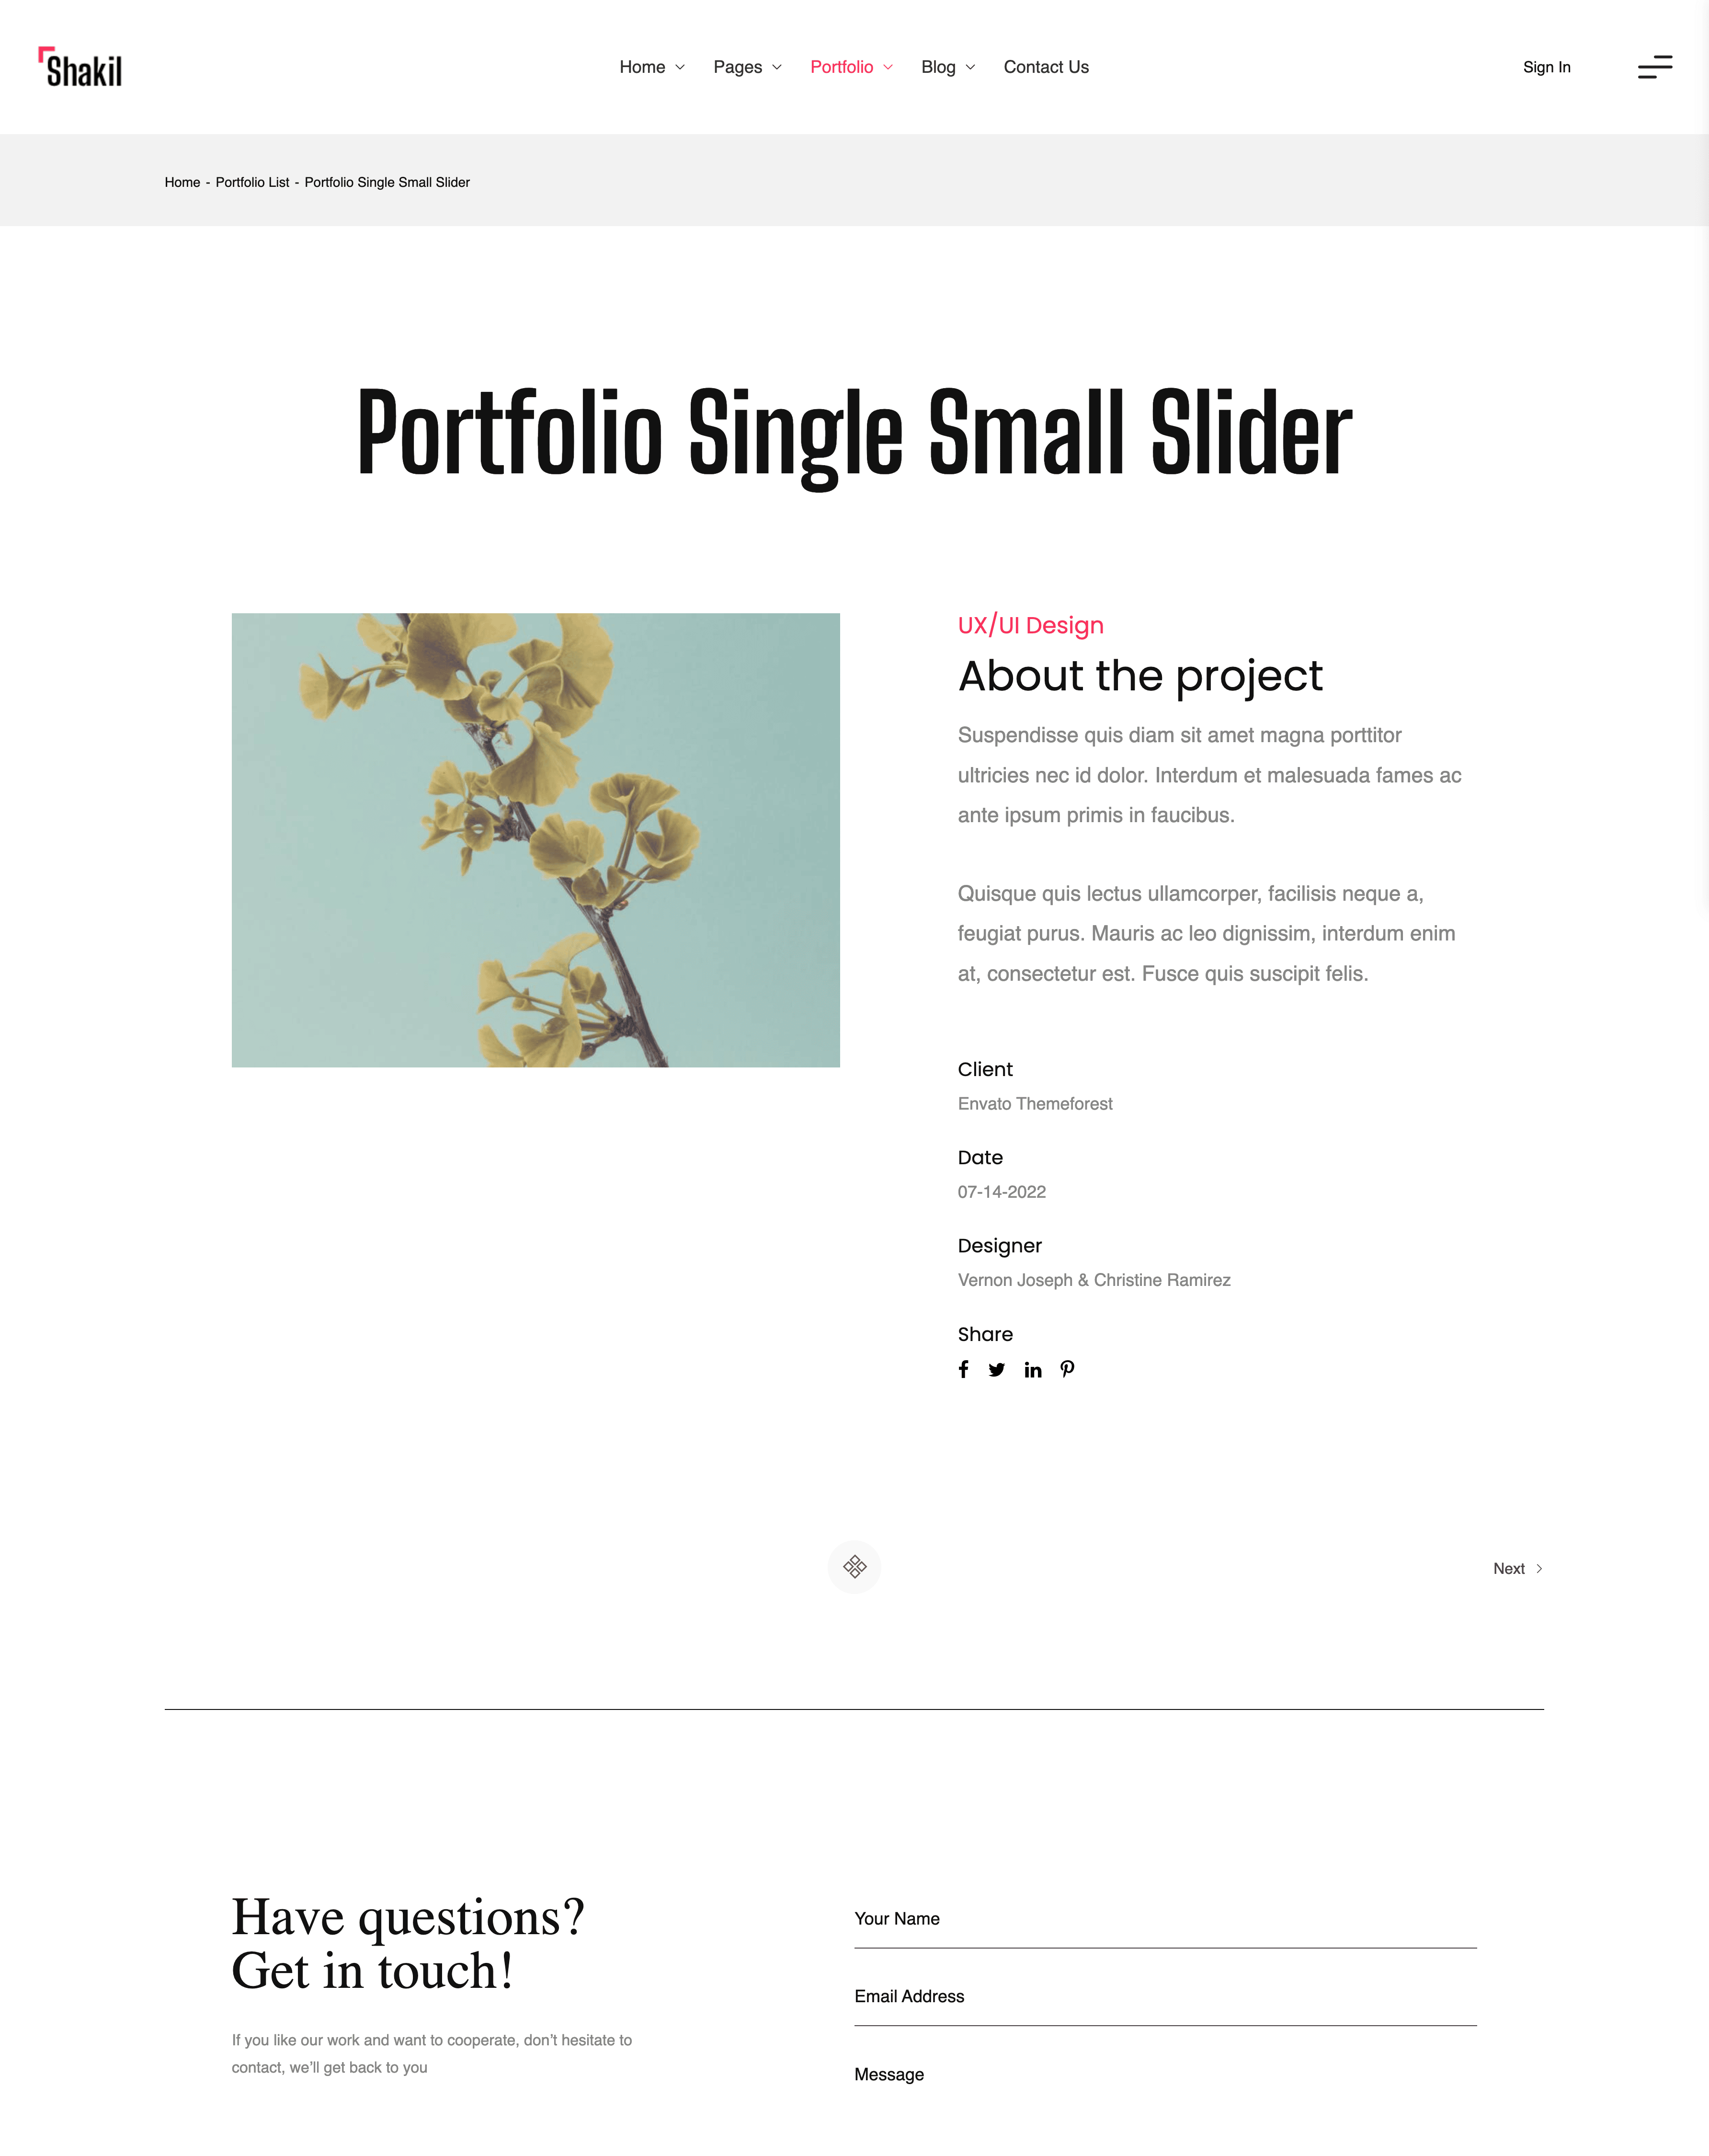 Shakil
Home
Pages
Portfolio
Blog
Contact Us
Sign In
Home - Portfolio List - Portfolio Single Small Slider
Portfolio Single Small Slider
UX/UI Design
About the project
Suspendisse quis diam sit amet magna porttitor
ultricies nec id dolor. Interdum et malesuada fames ac
ante ipsum primis in faucibus.
Quisque quis lectus ullamcorper, facilisis neque a,
feugiat purus. Mauris ac leo dignissim, interdum enim
at, consectetur est. Fusce quis suscipit felis.
Client
Envato Themeforest
Date
07-14-2022
Designer
Vernon Joseph & Christine Ramirez
Share
Next
Have questions?
Get in touch!
If you like our work and want to cooperate, don’t hesitate to
contact, we’ll get back to you
Your Name
Email Address
Message